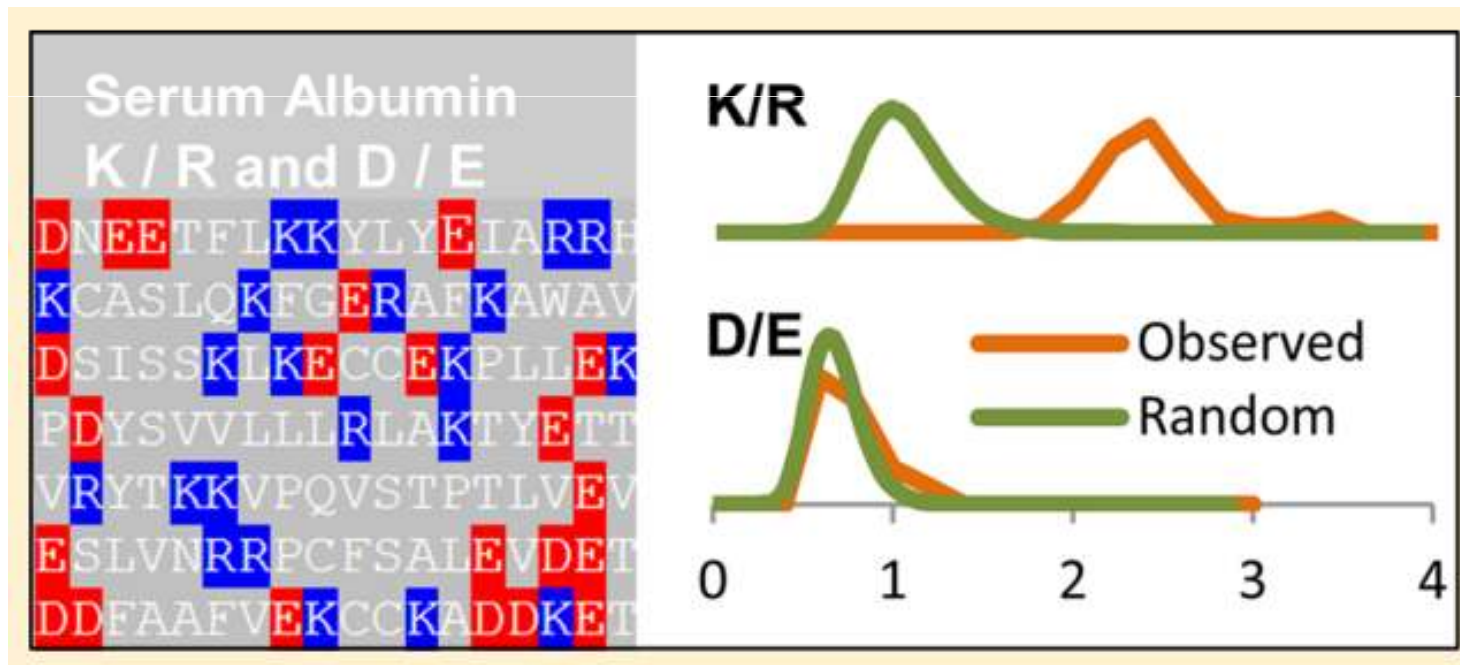 Serum Albumin
K / R and D / E
DNEETFLKKYLYEIARRH
KCASLQKFGERAFKAWAV
DSISSKLKECCEKPLLEK
PDYSVVLLLRLAKTYETT
VRYTKKVPQVSTPTLVEV
ESLVNRRPCFSALEVDET
DDFAAFVEKCCKADDKET
K/R
D/E
Observed
Random
0 1 2 3 4